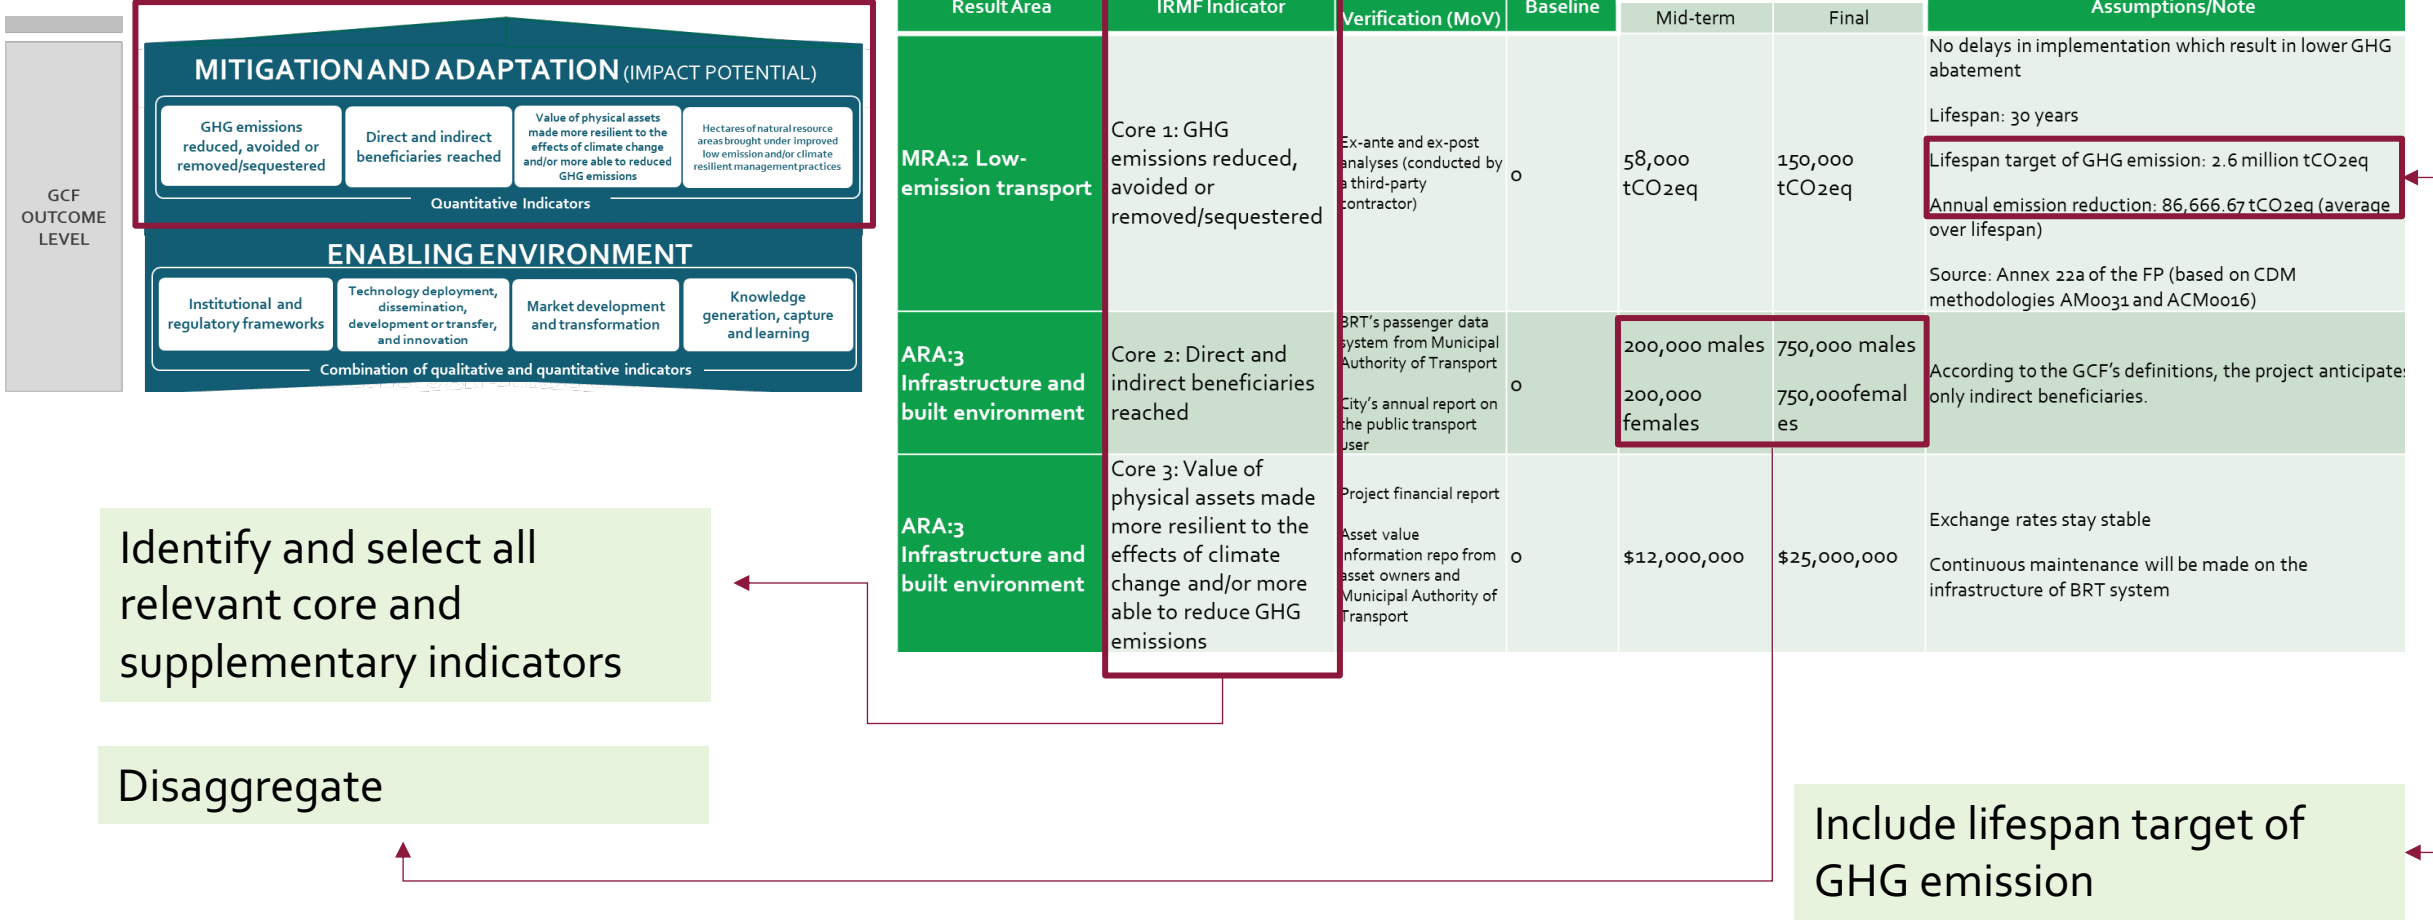 GCF
OUTCOME
LEVEL
MITIGATION AND ADAPTATION (IMPACT POTENTIAL)
GHG emissions
reduced, avoided or
removed/sequestered
Direct and indirect
beneficiaries reached
Value of physical assets
made more resilient to the
effects of climate change
and/or more able to reduced
GHG emissions
Hectares of natural resource
areas brought under improved
low emission and/or climate
resilient management practices
Quantitative Indicators
ENABLING ENVIRONMENT
Institutional and
regulatory frameworks
Technology deployment,
dissemination,
development or transfer,
and innovation
Market development
and transformation
Knowledge
generation, capture
and learning
Combination of qualitative and quantitative indicators
Result Area
IRMF Indicator
Verification (MoV)
Baseline
Mid-term
Final
Assumptions/Note
MRA:2 Low-
emission transport
Core 1: GHG
emissions reduced,
avoided or
removed/sequestered
Ex-ante and ex-post
analyses (conducted by
a third-party
contractor)
0
58,000
tCO2eq
150,000
tCO2eq
No delays in implementation which result in lower GHG
abatement
Lifespan: 30 years
Lifespan target of GHG emission: 2.6 million tCO2eq
Annual emission reduction: 86,666.67 tCO2eq (average
over lifespan)
Source: Annex 22a of the FP (based on CDM
methodologies AM0031 and ACM0016)
ARA:3
Infrastructure and
built environment
Core 2: Direct and
indirect beneficiaries
reached
BRT's passenger data
system from Municipal
Authority of Transport
City's annual report on
the public transport
user
0
200,000 males
200,000
females
750,000 males
750,000femal
es
According to the GCF's definitions, the project anticipates
only indirect beneficiaries.
ARA:3
Infrastructure and
built environment
Core 3: Value of
physical assets made
more resilient to the
effects of climate
change and/or more
able to reduce GHG
emissions
Project financial report
Asset value
information repo from
asset owners and
Municipal Authority of
Transport
0
$12,000,000
$25,000,000
Exchange rates stay stable
Continuous maintenance will be made on the
infrastructure of BRT system
Identify and select all
relevant core and
supplementary indicators
Disaggregate
Include lifespan target of
GHG emission